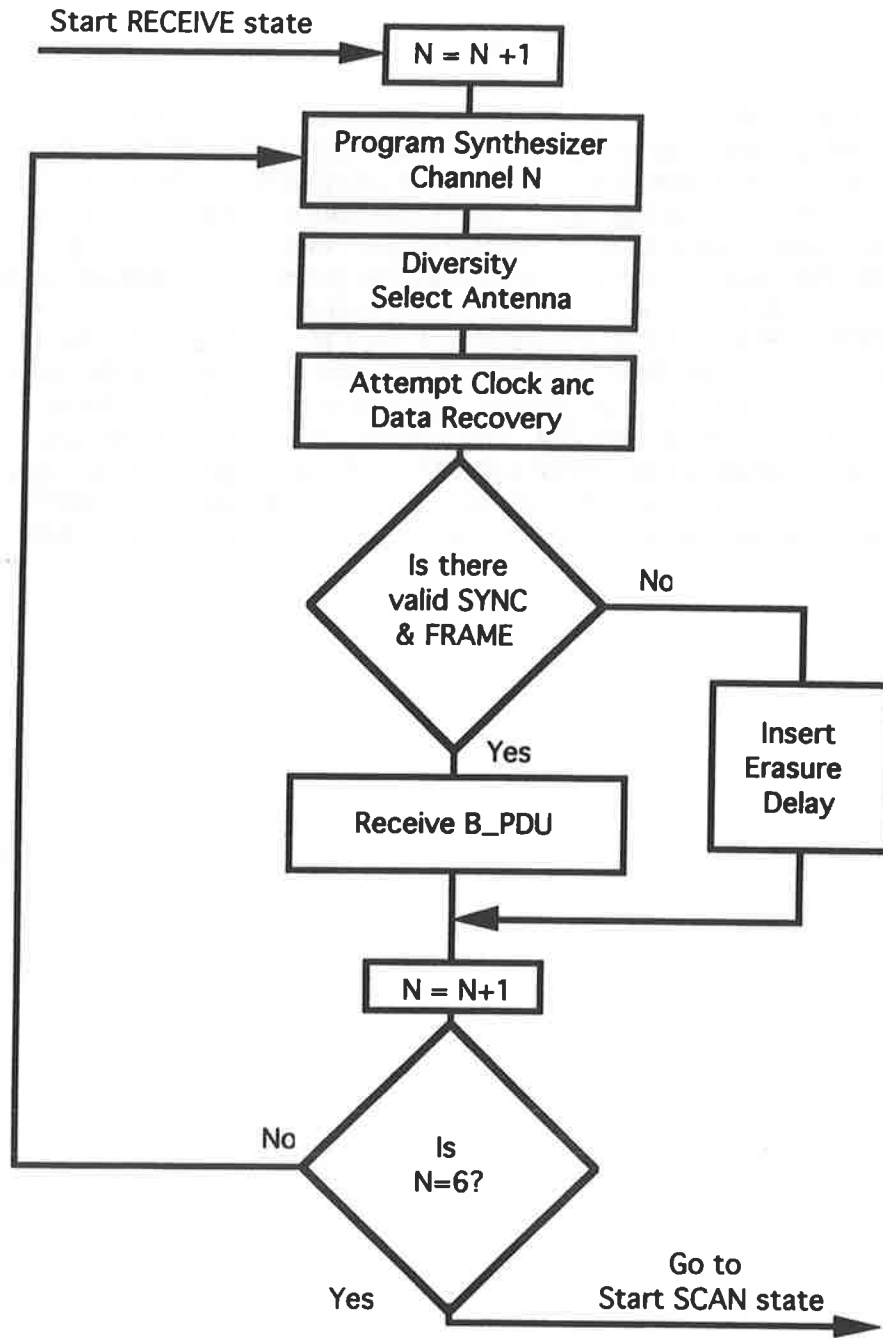 Start RECEIVE state
N = N +1
Program Synthesizer
Channel N
Diversity
Select Antenna
Attempt Clock anc
Data Recovery
Is there
valid SYNC
& FRAME
No
Yes
Insert
Erasure
Delay
Receive B_PDU
N = N+1
No
Is
N=6?
Yes
Go to
Start SCAN state